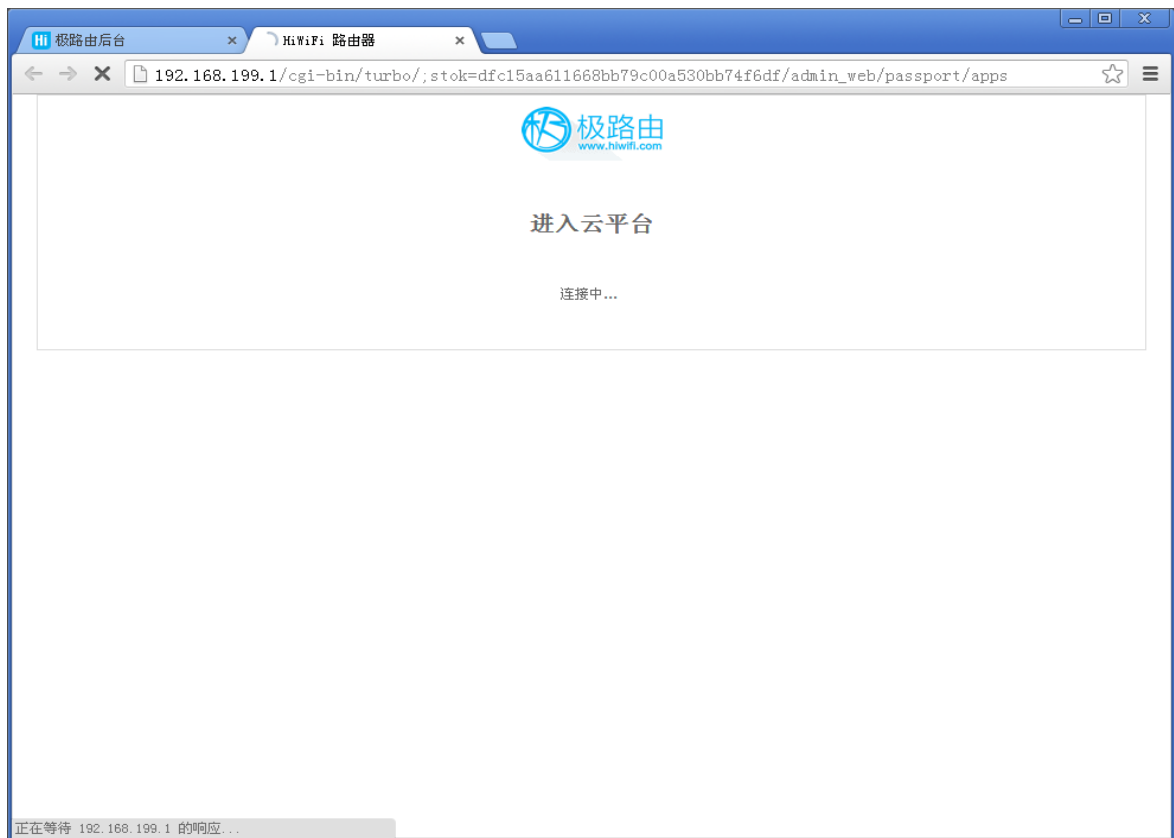 Hi 极路由后台
HiWiFi 路由器
192.168.199.1/cgi-bin/turbo/;stok=dfc15aa611668bb79c00a530bb74f6df/admin_web/passport/apps
极路由
www.hiwifi.com
进入云平台
连接中...
正在等待 192.168.199.1 的响应...